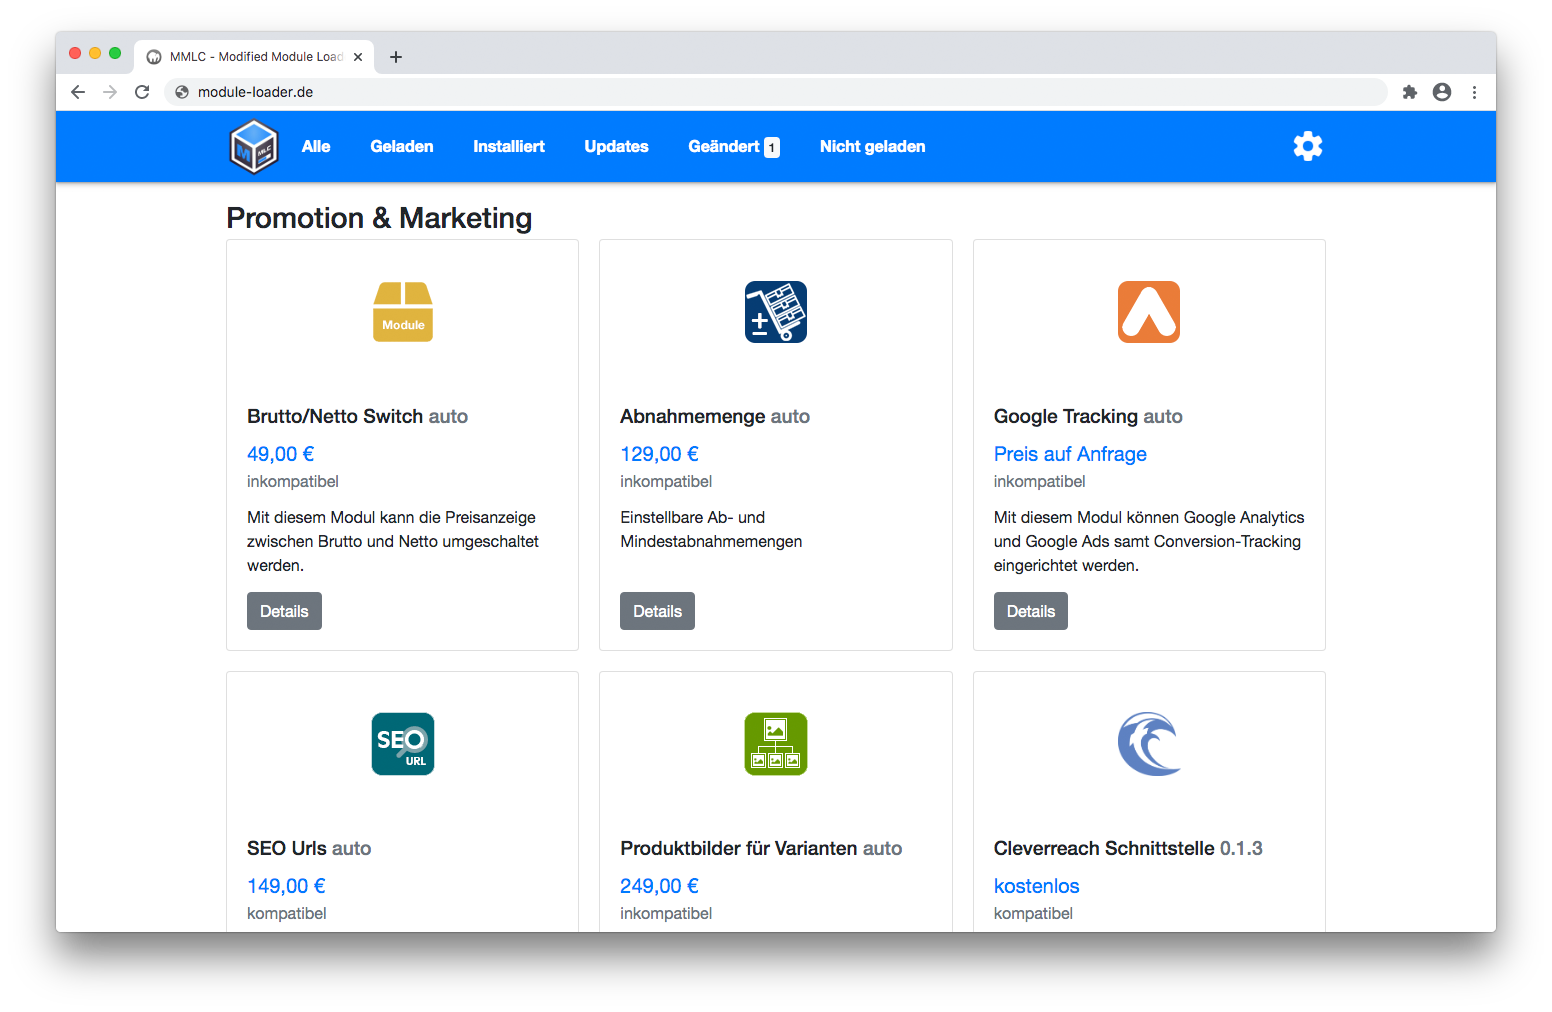 MMLC - Modified Module Load
module-loader.de
Alle Geladen Installiert Updates Geändert 1 Nicht geladen
Promotion & Marketing
Module
Brutto/Netto Switch auto
49,00 €
inkompatibel
Mit diesem Modul kann die Preisanzeige
zwischen Brutto und Netto umgeschaltet
werden.
Details
Abnahmemenge auto
129,00 €
inkompatibel
Einstellbare Ab- und
Mindestabnahmemengen
Details
Google Tracking auto
Preis auf Anfrage
inkompatibel
Mit diesem Modul können Google Analytics
und Google Ads samt Conversion-Tracking
eingerichtet werden.
Details
SEO
URL
SEO Urls auto
149,00 €
kompatibel
Produktbilder für Varianten auto
249,00 €
inkompatibel
Cleverreach Schnittstelle 0.1.3
kostenlos
kompatibel